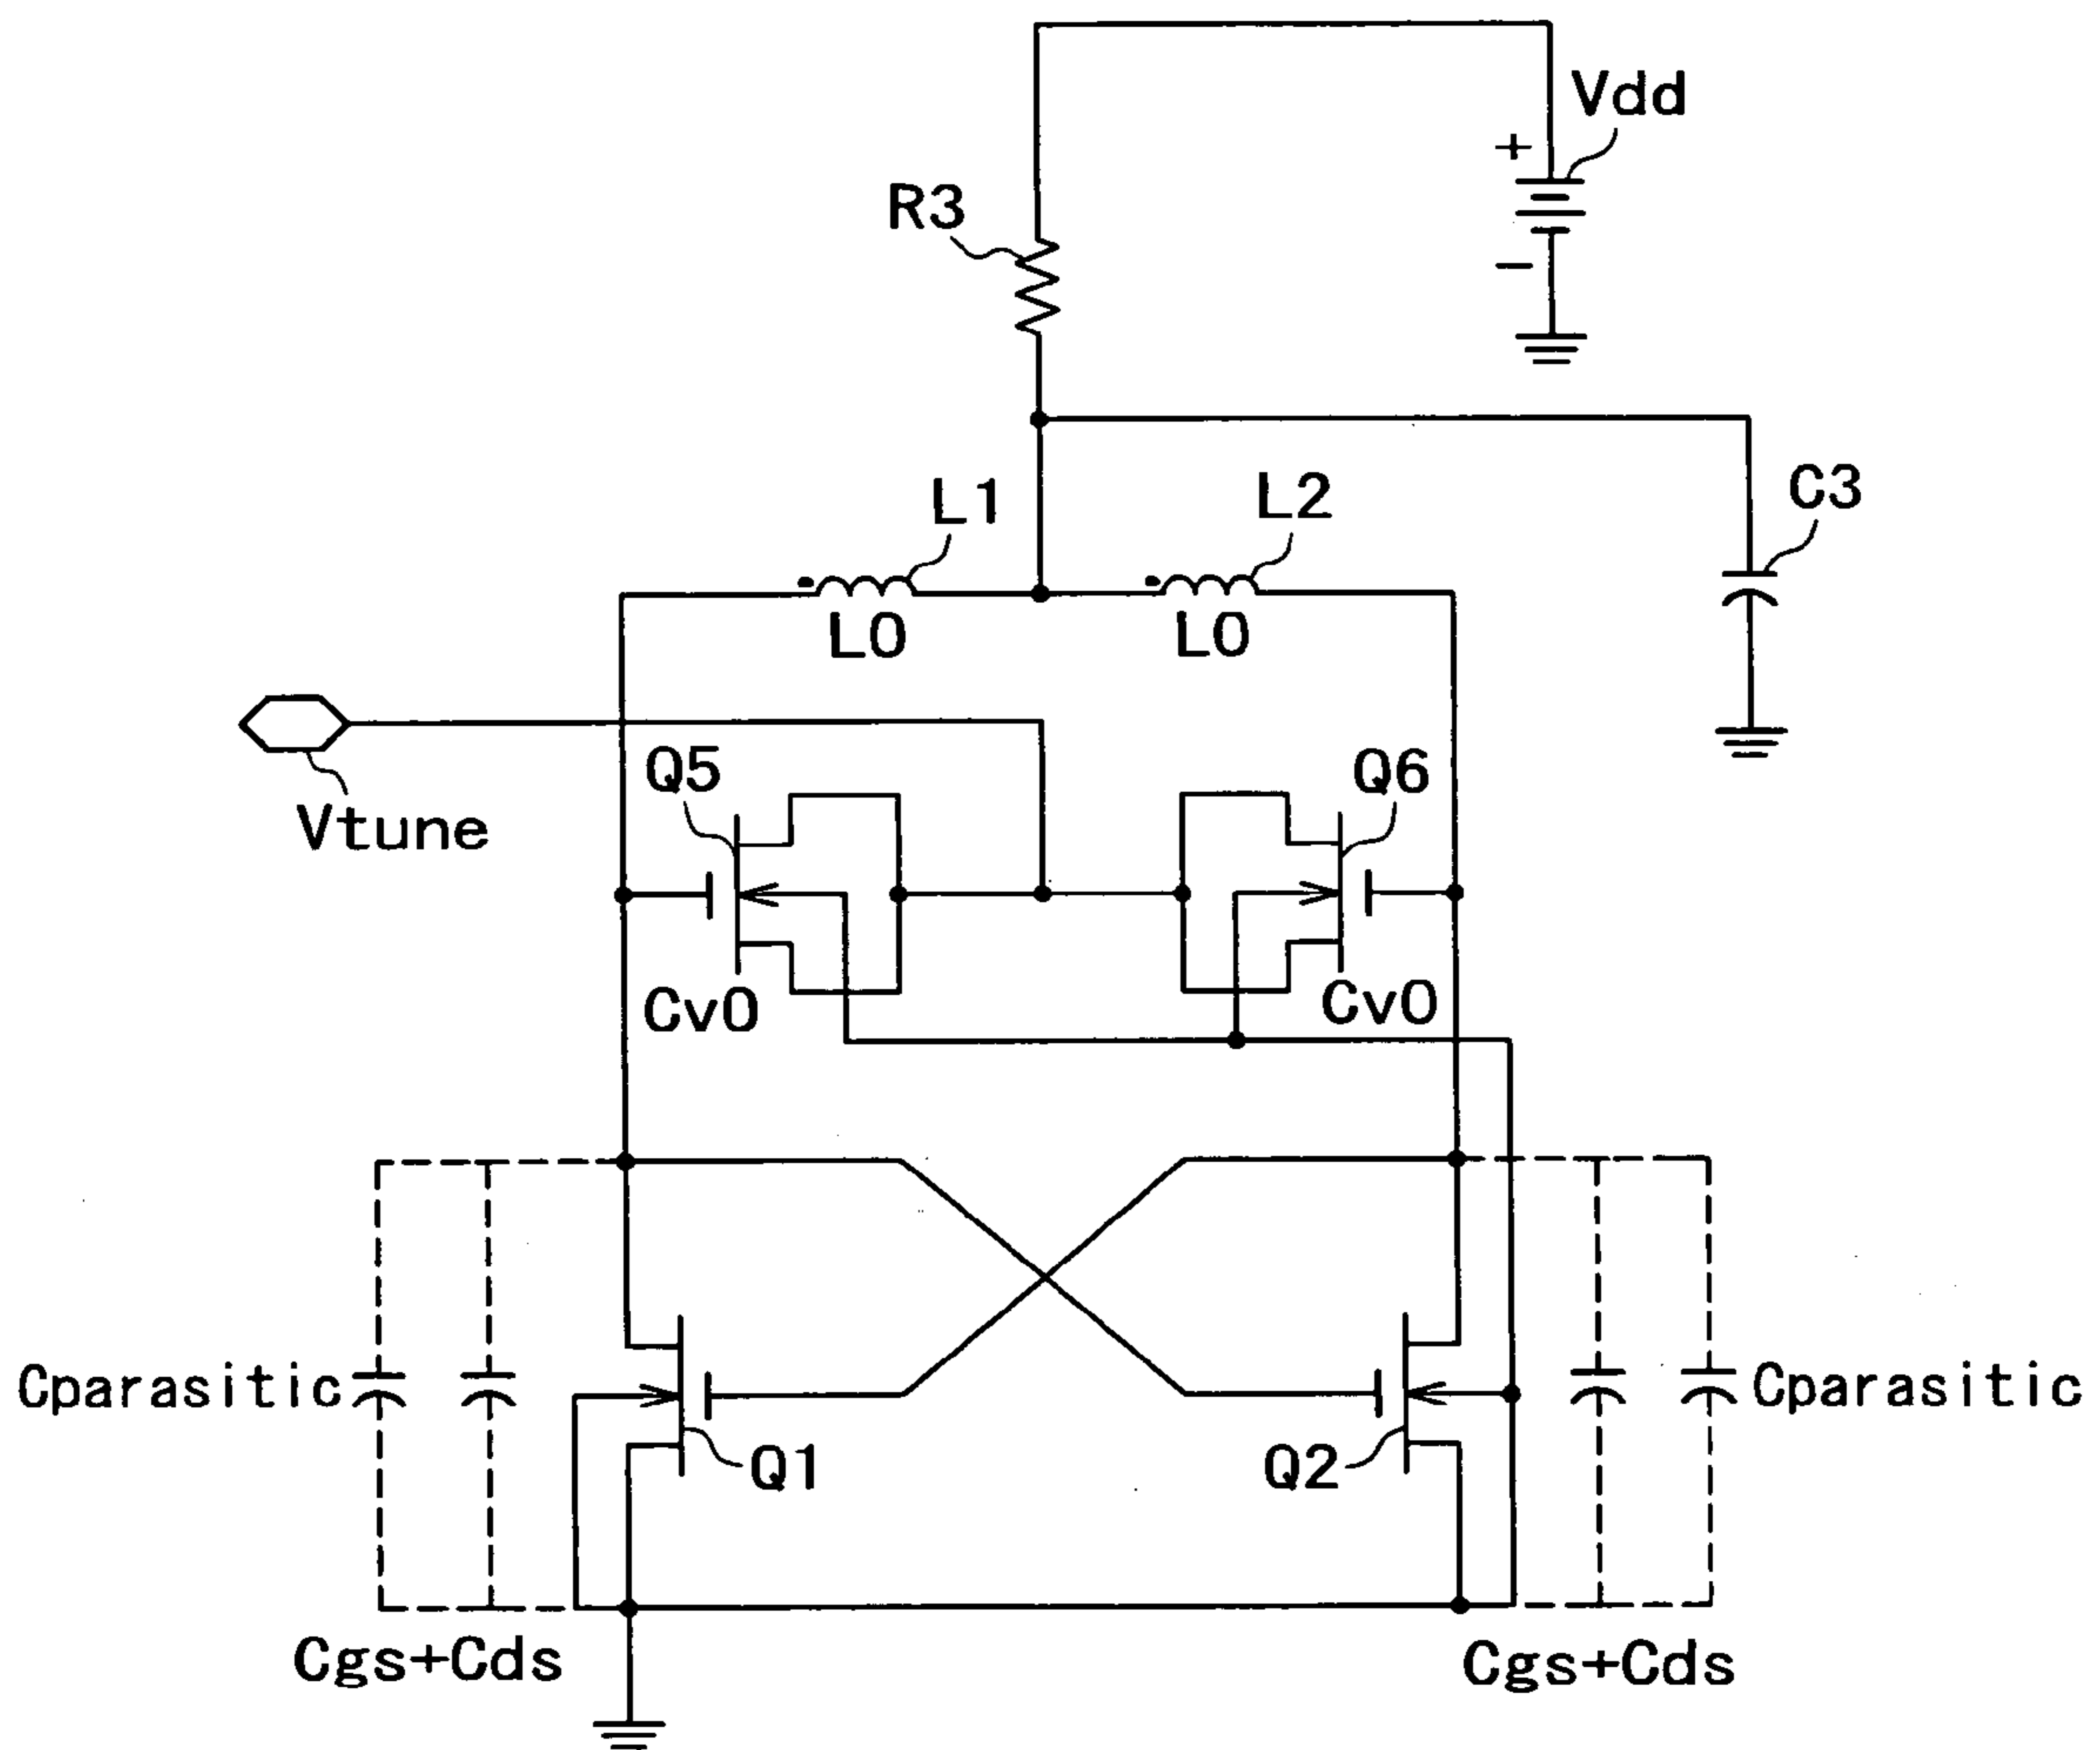 Vdd
+
R3
−
L1
L2
C3
L0
L0
Q5
Q6
Vtune
Cv0
Cv0
Cparasitic
Cparasitic
Q1
Q2
Cgs+Cds
Cgs+Cds